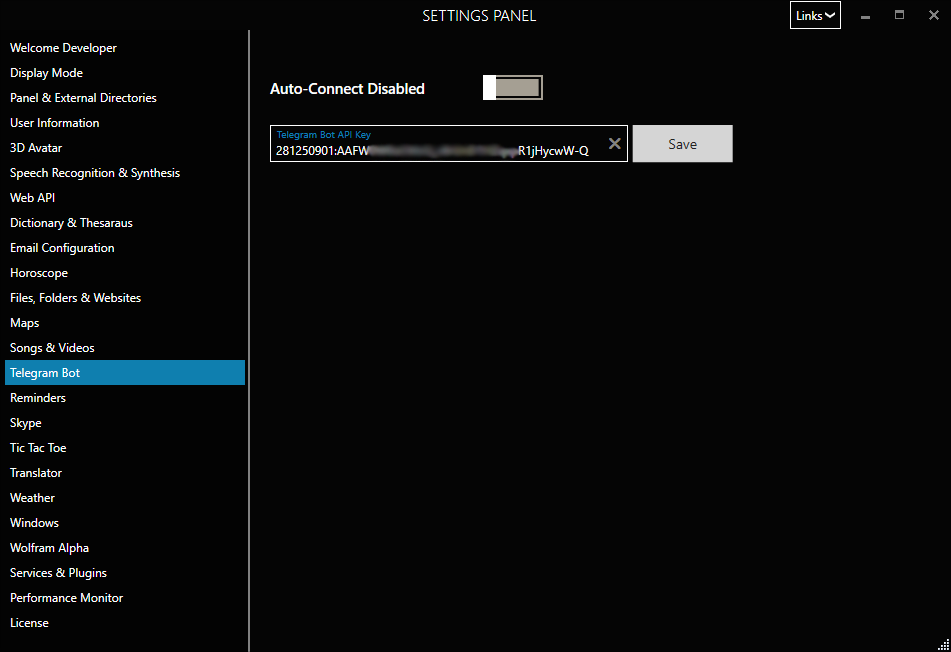 SETTINGS PANEL
Links
Welcome Developer
Display Mode
Panel & External Directories
User Information
3D Avatar
Speech Recognition & Synthesis
Web API
Dictionary & Thesaraus
Email Configuration
Horoscope
Files, Folders & Websites
Maps
Songs & Videos
Telegram Bot
Reminders
Skype
Tic Tac Toe
Translator
Weather
Windows
Wolfram Alpha
Services & Plugins
Performance Monitor
License
Auto-Connect Disabled
Telegram Bot API Key
281250901:AAFW R1jHycwW-Q
Save